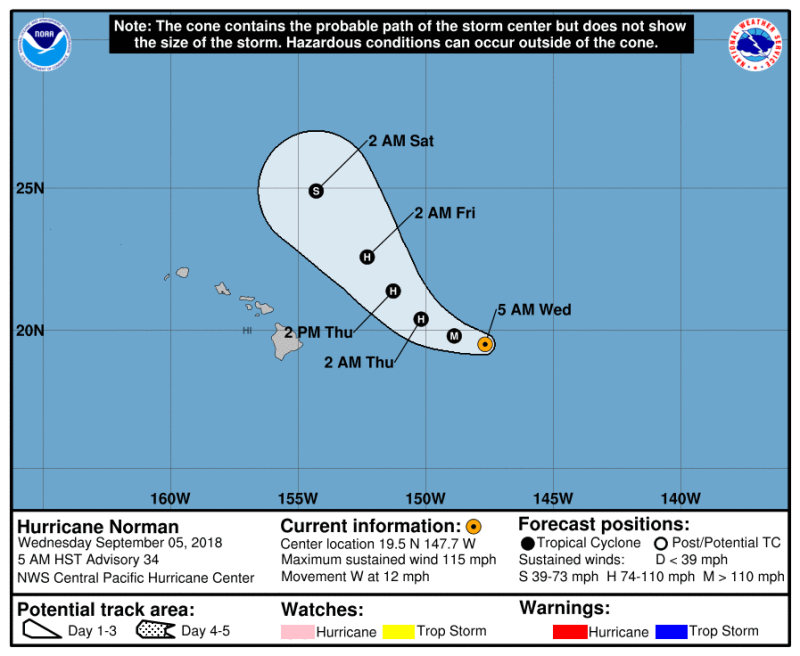 Note: The cone contains the probable path of the storm center but does not show
the size of the storm. Hazardous conditions can occur outside of the cone.
NOAA
NATIONAL WEATHER SERVICE
2 AM Sat
25N
S
2 AM Fri
H
H
5 AM Wed
20N
HI
2 PM Thu
H
M
2 AM Thu
160W 155W 150W 145W 140W
Hurricane Norman
Wednesday September 05, 2018
5 AM HST Advisory 34
NWS Central Pacific Hurricane Center
Current information:
Center location 19.5 N 147.7 W
Maximum sustained wind 115 mph
Movement W at 12 mph
Forecast positions:
Tropical Cyclone Post/Potential TC
Sustained winds: D < 39 mph
S 39-73 mph H 74-110 mph M > 110 mph
Potential track area:
Day 1-3 Day 4-5
Watches:
Hurricane Trop Storm
Warnings:
Hurricane Trop Storm